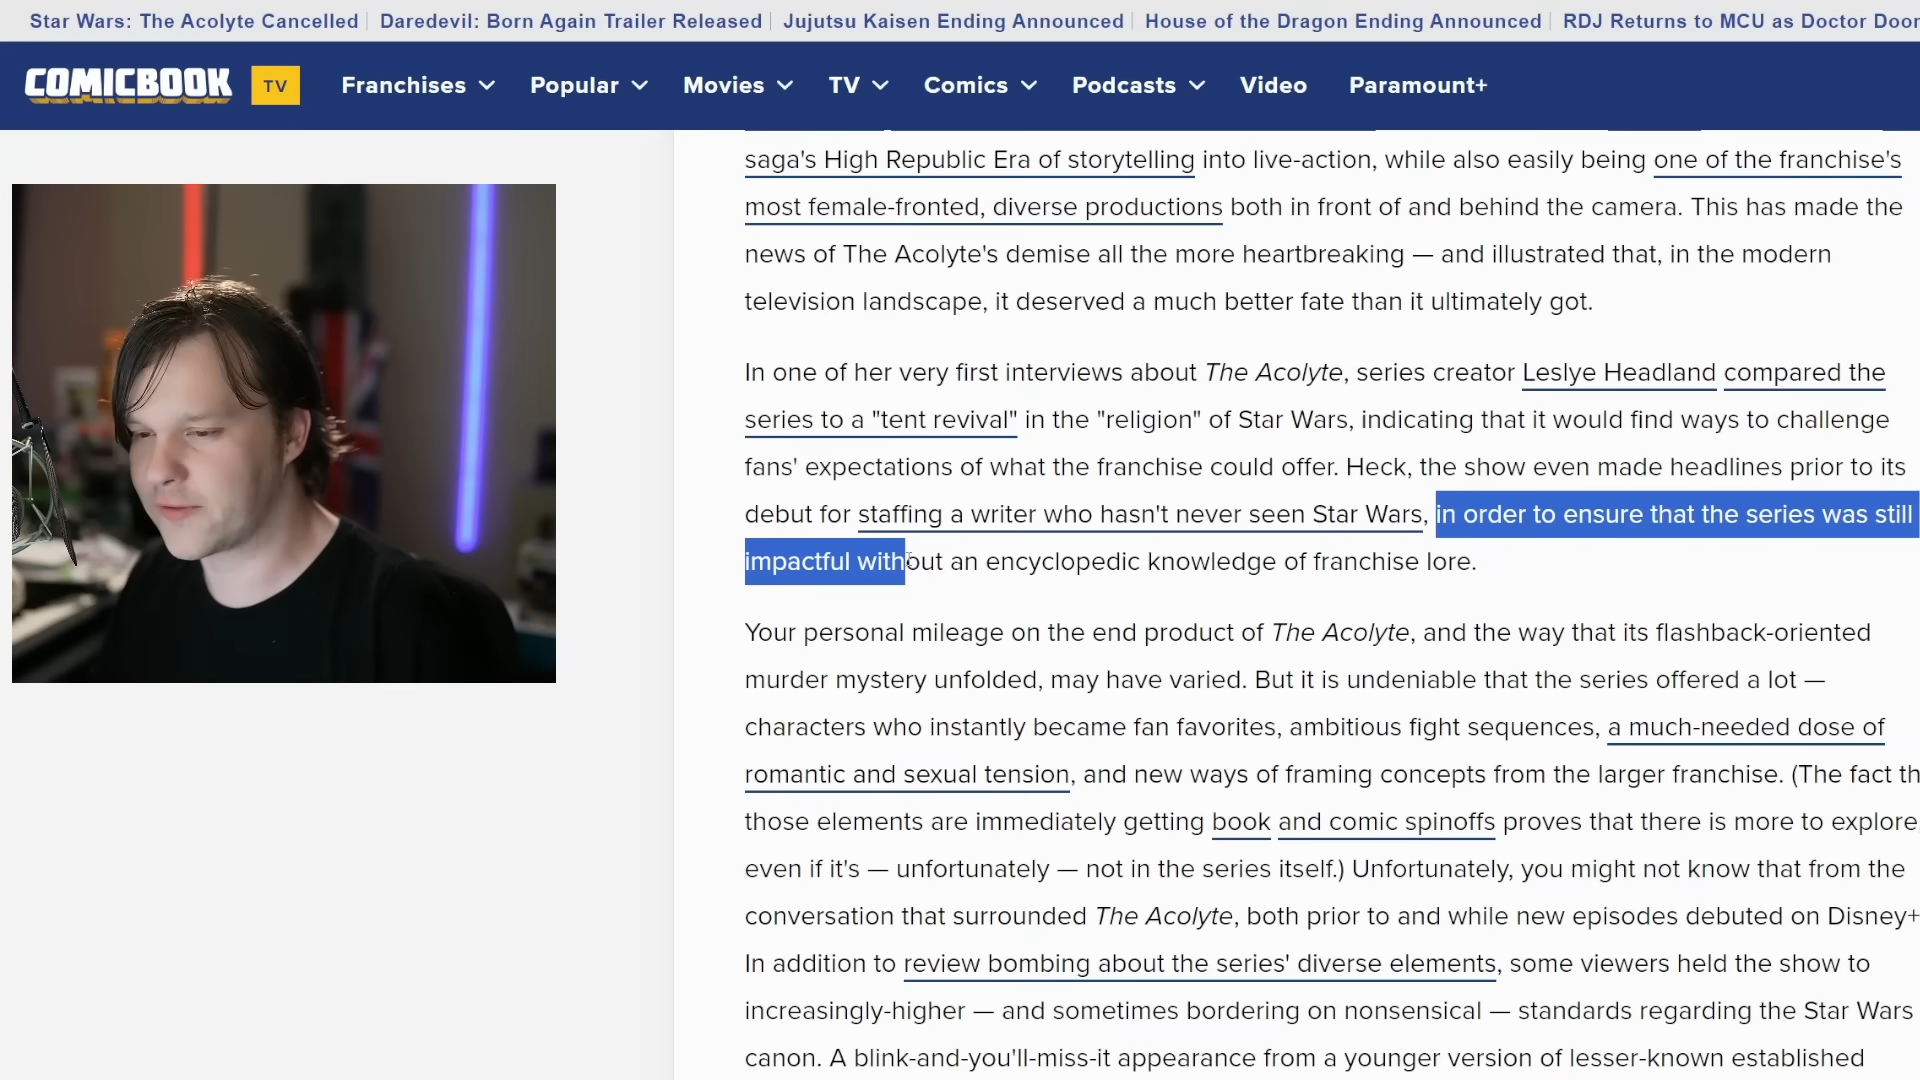 Star Wars: The Acolyte Cancelled Daredevil: Born Again Trailer Released Jujutsu Kaisen Ending Announced House of the Dragon Ending Announced RDJ Returns to MCU as Doctor Doo
COMICBOOK TV Franchises Popular Movies TV Comics Podcasts Video Paramount+
saga's High Republic Era of storytelling into live-action, while also easily being one of the franchise's
most female-fronted, diverse productions both in front of and behind the camera. This has made the
news of The Acolyte's demise all the more heartbreaking — and illustrated that, in the modern
television landscape, it deserved a much better fate than it ultimately got.
In one of her very first interviews about The Acolyte, series creator Leslye Headland compared the
series to a "tent revival" in the "religion" of Star Wars, indicating that it would find ways to challenge
fans' expectations of what the franchise could offer. Heck, the show even made headlines prior to its
debut for staffing a writer who hasn't never seen Star Wars, in order to ensure that the series was still
impactful without an encyclopedic knowledge of franchise lore.
Your personal mileage on the end product of The Acolyte, and the way that its flashback-oriented
murder mystery unfolded, may have varied. But it is undeniable that the series offered a lot —
characters who instantly became fan favorites, ambitious fight sequences, a much-needed dose of
romantic and sexual tension, and new ways of framing concepts from the larger franchise. (The fact th
those elements are immediately getting book and comic spinoffs proves that there is more to explore,
even if it's — unfortunately — not in the series itself.) Unfortunately, you might not know that from the
conversation that surrounded The Acolyte, both prior to and while new episodes debuted on Disney+
In addition to review bombing about the series' diverse elements, some viewers held the show to
increasingly-higher — and sometimes bordering on nonsensical — standards regarding the Star Wars
canon. A blink-and-you'll-miss-it appearance from a younger version of lesser-known established